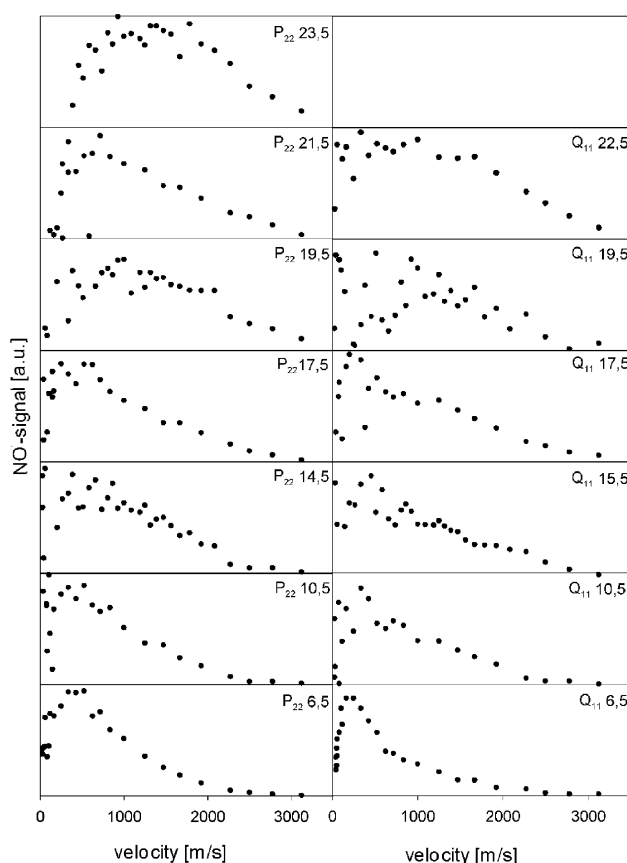 P22 23,5
P22 21,5
Q11 22,5
P22 19,5
Q11 19,5
P22 17,5
Q11 17,5
P22 14,5
Q11 15,5
P22 10,5
Q11 10,5
P22 6,5
Q11 6,5
NO-signal [a.u.]
0 1000 2000 3000 0 1000 2000 3000
velocity [m/s] velocity [m/s]